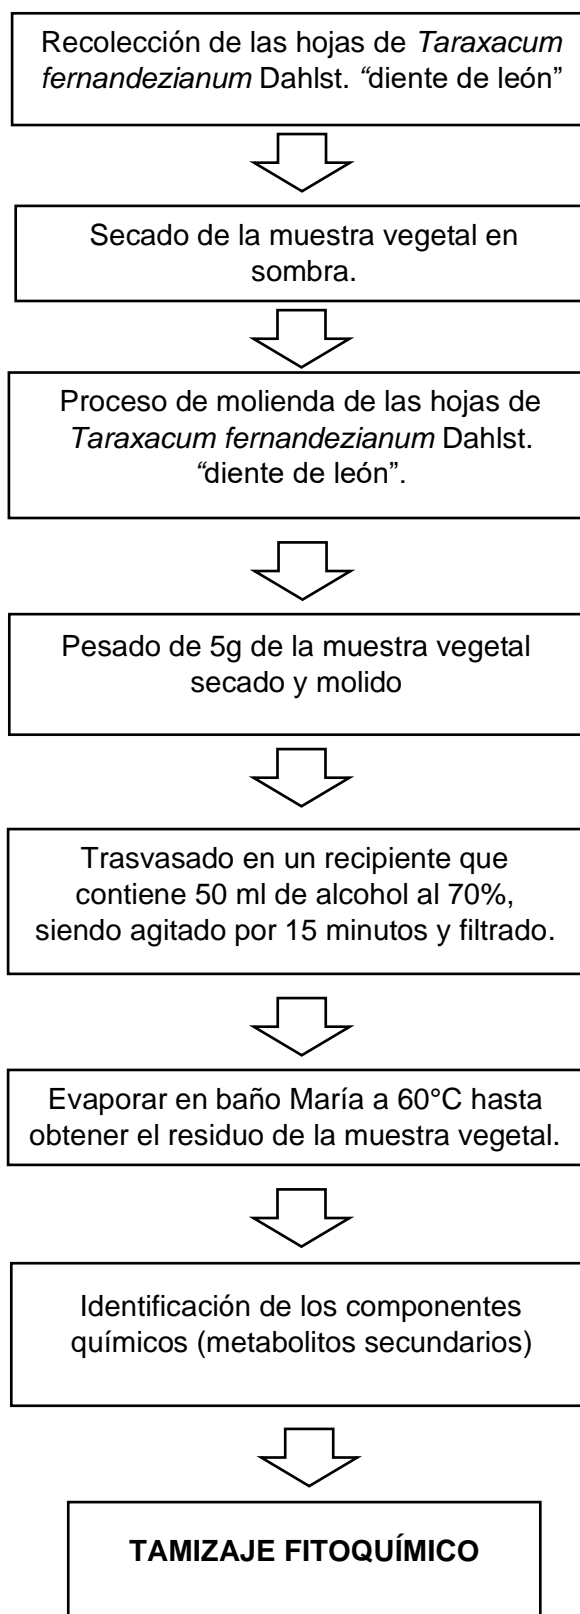 Recolección de las hojas de Taraxacum
fernandezianum Dahlst. “diente de león”
Secado de la muestra vegetal en
sombra.
Proceso de molienda de las hojas de
Taraxacum fernandezianum Dahlst.
“diente de león”.
Pesado de 5g de la muestra vegetal
secado y molido
Trasvasado en un recipiente que
contiene 50 ml de alcohol al 70%,
siendo agitado por 15 minutos y filtrado.
Evaporar en baño María a 60°C hasta
obtener el residuo de la muestra vegetal.
Identificación de los componentes
químicos (metabolitos secundarios)
TAMIZAJE FITOQUÍMICO